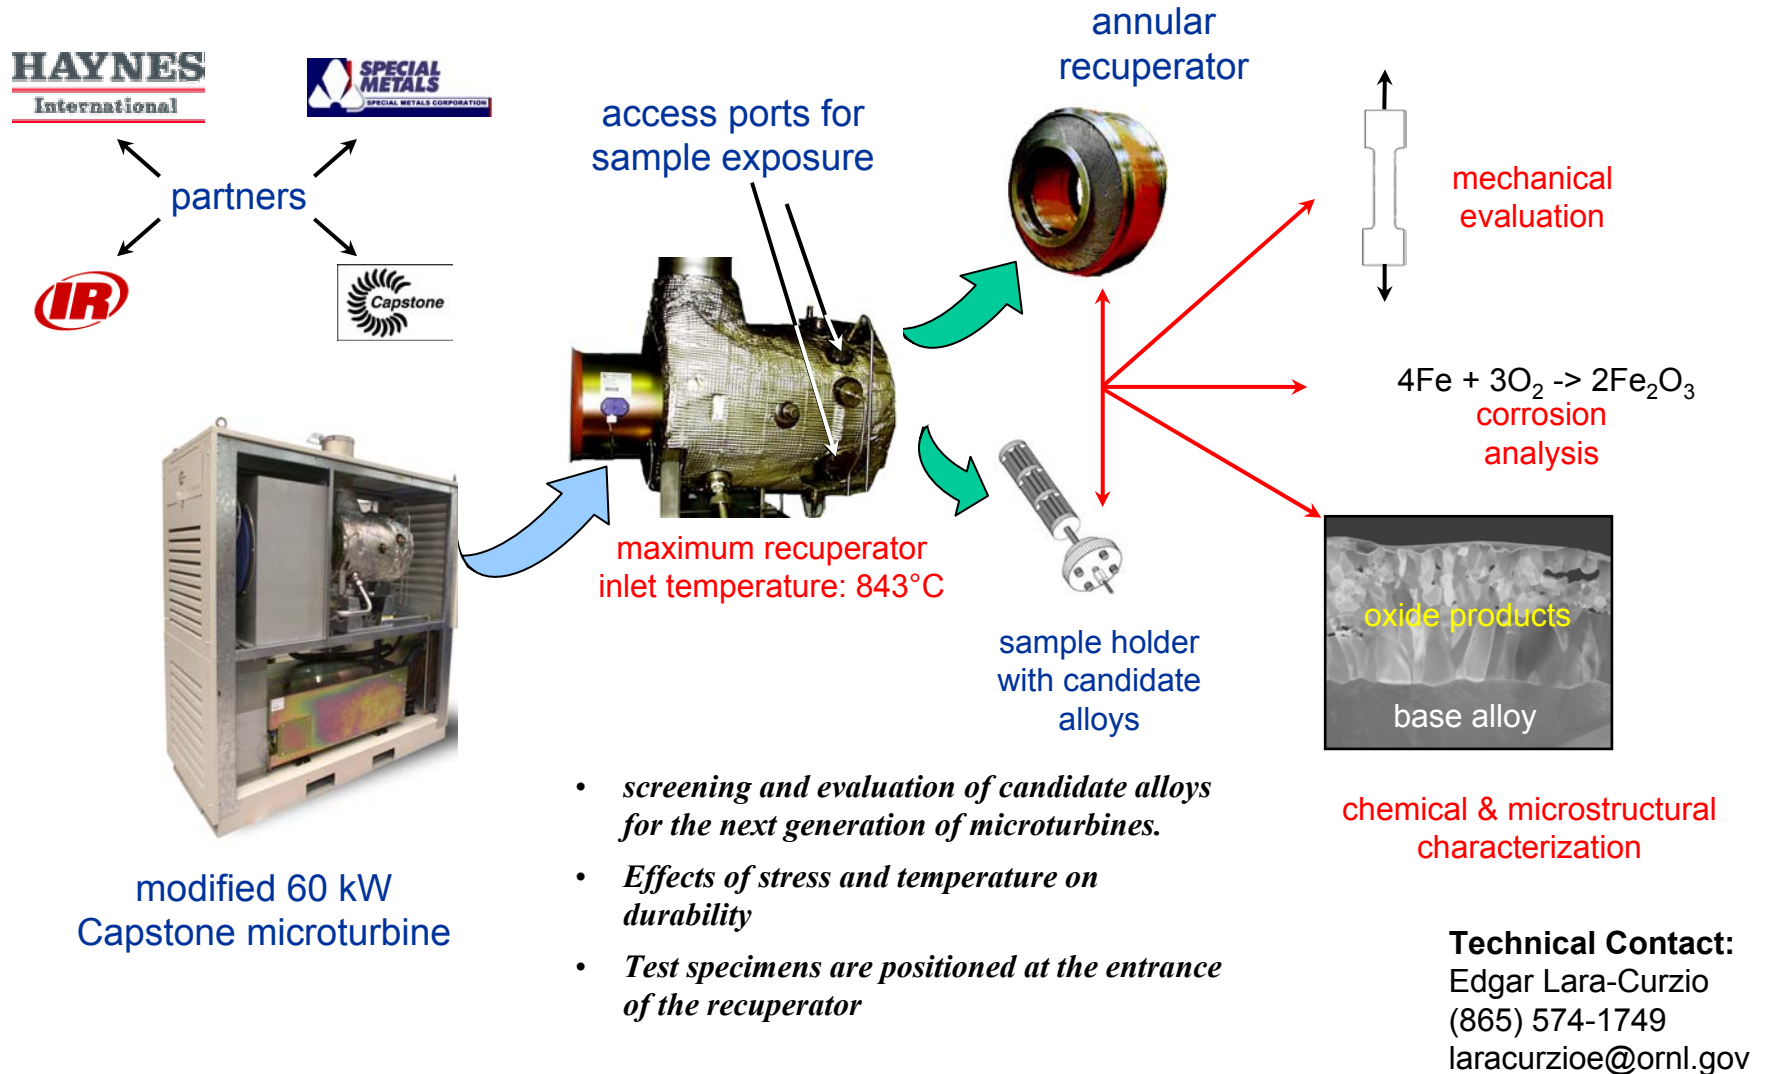 HAYNES
International
SPECIAL
METALS
SPECIAL METALS CORPORATION
partners
IR
Capstone
access ports for
sample exposure
annular
recuperator
mechanical
evaluation
4Fe + 3O₂ -> 2Fe₂O₃
corrosion
analysis
maximum recuperator
inlet temperature: 843°C
sample holder
with candidate
alloys
oxide products
base alloy
chemical & microstructural
characterization
modified 60 kW
Capstone microturbine
• screening and evaluation of candidate alloys
for the next generation of microturbines.
• Effects of stress and temperature on
durability
• Test specimens are positioned at the entrance
of the recuperator
Technical Contact:
Edgar Lara-Curzio
(865) 574-1749
laracurzioe@ornl.gov